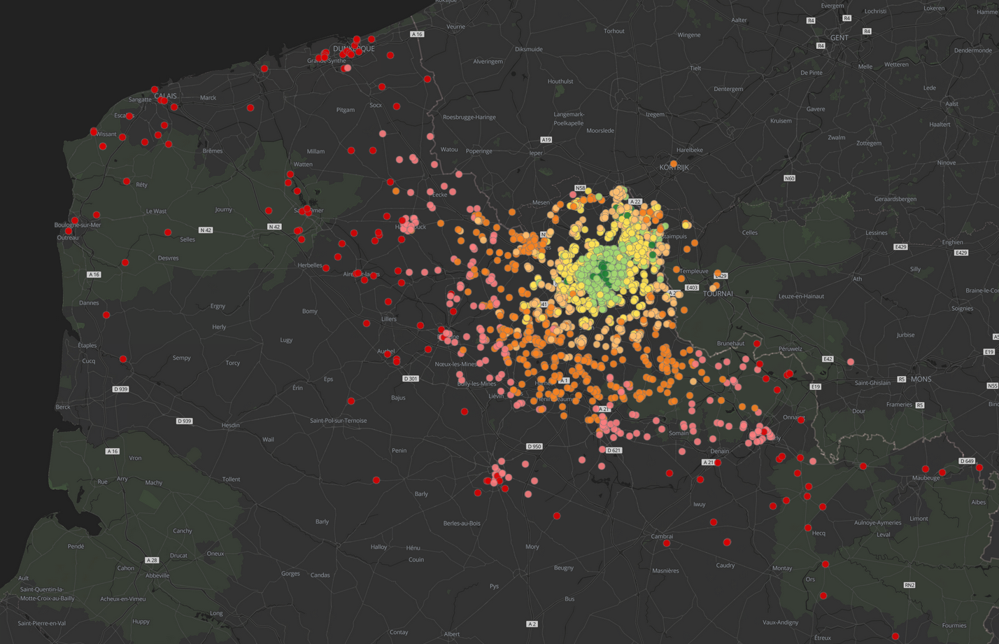 Evergem
Lochristi
Lokeren
Hamme
R4
R4
Aalter
A 16
Veurne
Torhout
Wingene
R4
GENT
R4
DUNKERQUE
Diksmuide
Dendermonde
Grande-Synthe
Alveringem
Tielt
Melle
Wetteren
De Pinte
Houthulst
Dentergem
Lede
CALAIS
Marck
Sangatte
Socx
Pitgam
Aalst
Gavere
Escalles
Roesbrugge-Haringe
Langemark-
Poelkapelle
Izegem
Kruisem
Haaltert
Wissant
Moorslede
Zwalm
A19
Zottegem
Brêmes
Millam
Watou
Poperinge
Ieper
Harelbeke
Watten
KORTRIJK
Ninove
N60
Réty
N58
Eecke
Geraardsbergen
Mesen
A 22
Le Wast
Journy
Boulogne-sur-Mer
N 42
N 42
Outreau
Selles
Celles
Lessines
Enghien
E429
E429
Desvres
Herbelles
Templeuve
Silly
A 16
E429
Ath
E403
TOURNAI
Leuze-en-Hainaut
Dannes
Ergny
Bomy
Soignies
Lillers
Herly
Étaples
Lugy
Brunehaut
Péruwelz
Jurbise
Auchel
E19
Cucq
Sempy
Torcy
Nœux-les-Mines
E42
D 301
R5
MONS
Eps
Bully-les-Mines
A 1
Saint-Ghislain
E19
N55
D 939
Érin
Bajus
Liévin
Frameries
Berck
A 21
R5
Dour
D 939
Hesdin
Saint-Pol-sur-Ternoise
Somain
Wail
D 950
D 621
Denain
A 16
Penin
A 21
D 649
Vron
Rue
Arry
Machy
Tollent
Maubeuge
Barly
Iwuy
Aibes
Limont
Barly
Berles-au-Bois
Aulnoye-Aymeries
Canchy
Hecq
Leval
Cambrai
Pendé
Halloy
Hénu
Mory
Oneux
Drucat
A 28
Couin
Caudry
Cahon
Abbeville
Gorges
Candas
Beugny
Masnières
Montay
Ault
Ors
Saint-Quentin-la-
Motte-Croix-au-Bailly
Acheux-en-Vimeu
Pys
Bus
RN2
Long
Saint-Pierre-en-Val
Huppy
A 2
Vaux-Andigny
Fourmies
Contay
Albert
Étreux